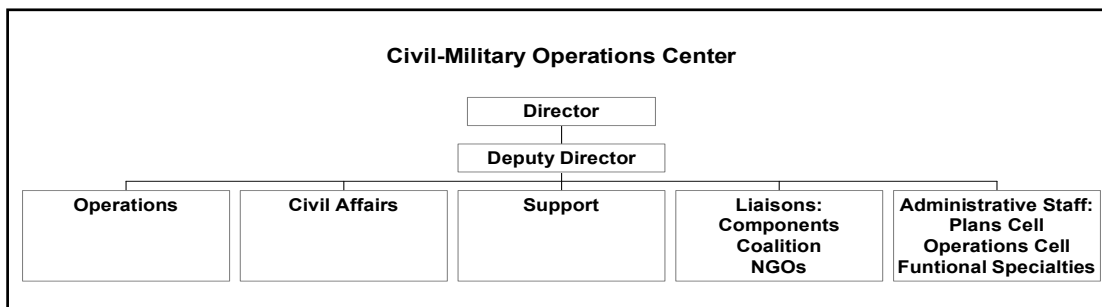 Civil-Military Operations Center
Director
Deputy Director
Operations
Civil Affairs
Support
Liaisons:
Components
Coalition
NGOs
Administrative Staff:
Plans Cell
Operations Cell
Funtional Specialties